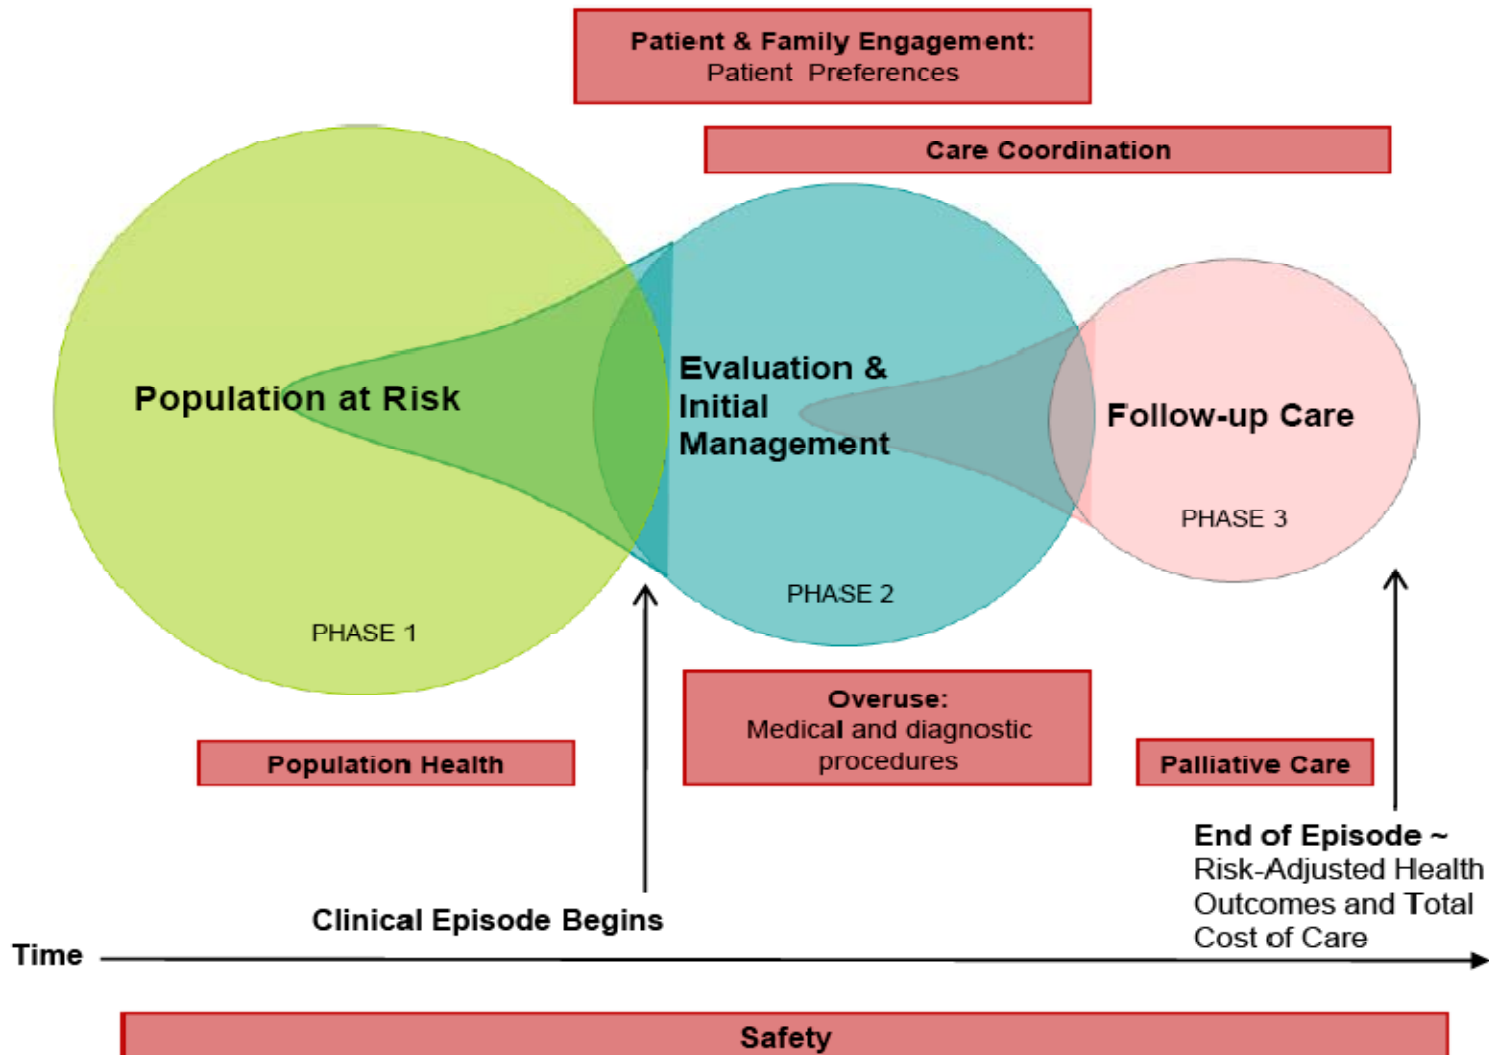 Patient & Family Engagement:
Patient Preferences
Care Coordination
Population at Risk
Evaluation &
Initial
Management
Follow-up Care
PHASE 1
PHASE 2
PHASE 3
Population Health
Overuse:
Medical and diagnostic
procedures
Palliative Care
Clinical Episode Begins
End of Episode ~
Risk-Adjusted Health
Outcomes and Total
Cost of Care
Time
Safety